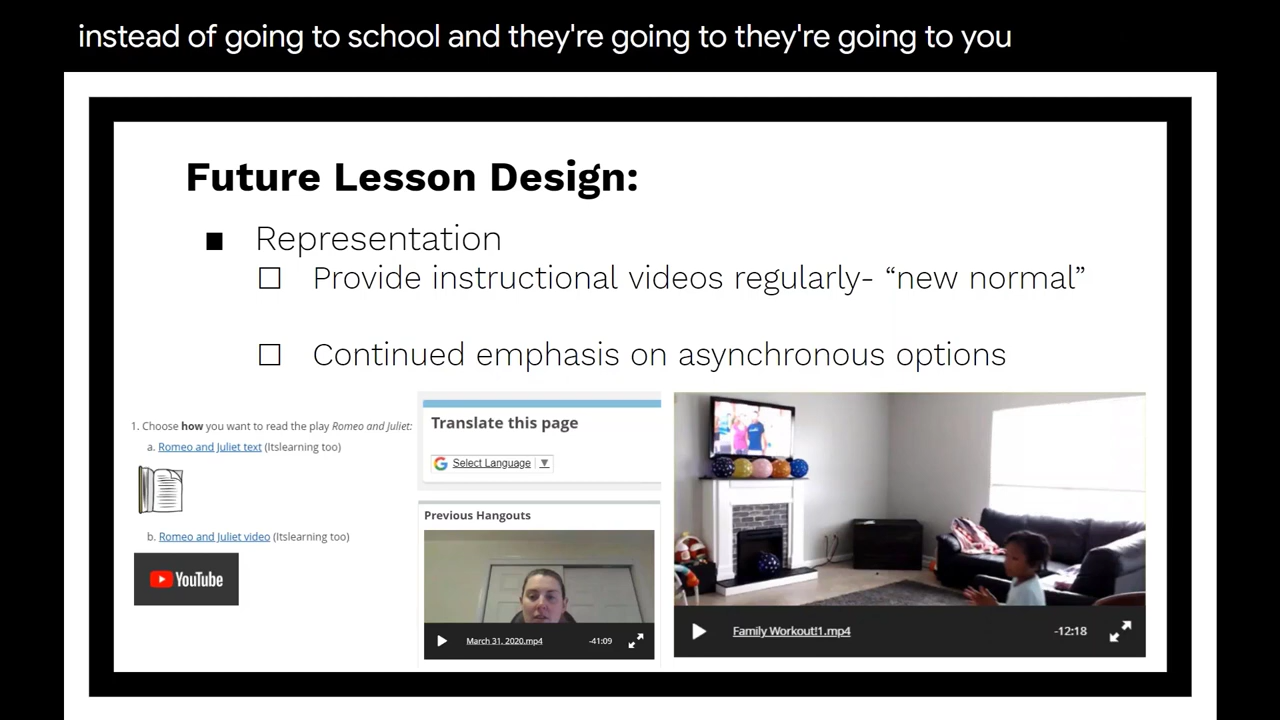 instead of going to school and they're going to they're going to you
Future Lesson Design:
■ Representation
☐ Provide instructional videos regularly- “new normal”
☐ Continued emphasis on asynchronous options
1. Choose how you want to read the play Romeo and Juliet:
a. Romeo and Juliet text (Itslearning too)
b. Romeo and Juliet video (Itslearning too)
YouTube
Translate this page
G Select Language ▼
Previous Hangouts
March 31, 2020.mp4 -41:09
Family Workout!1.mp4 -12:18